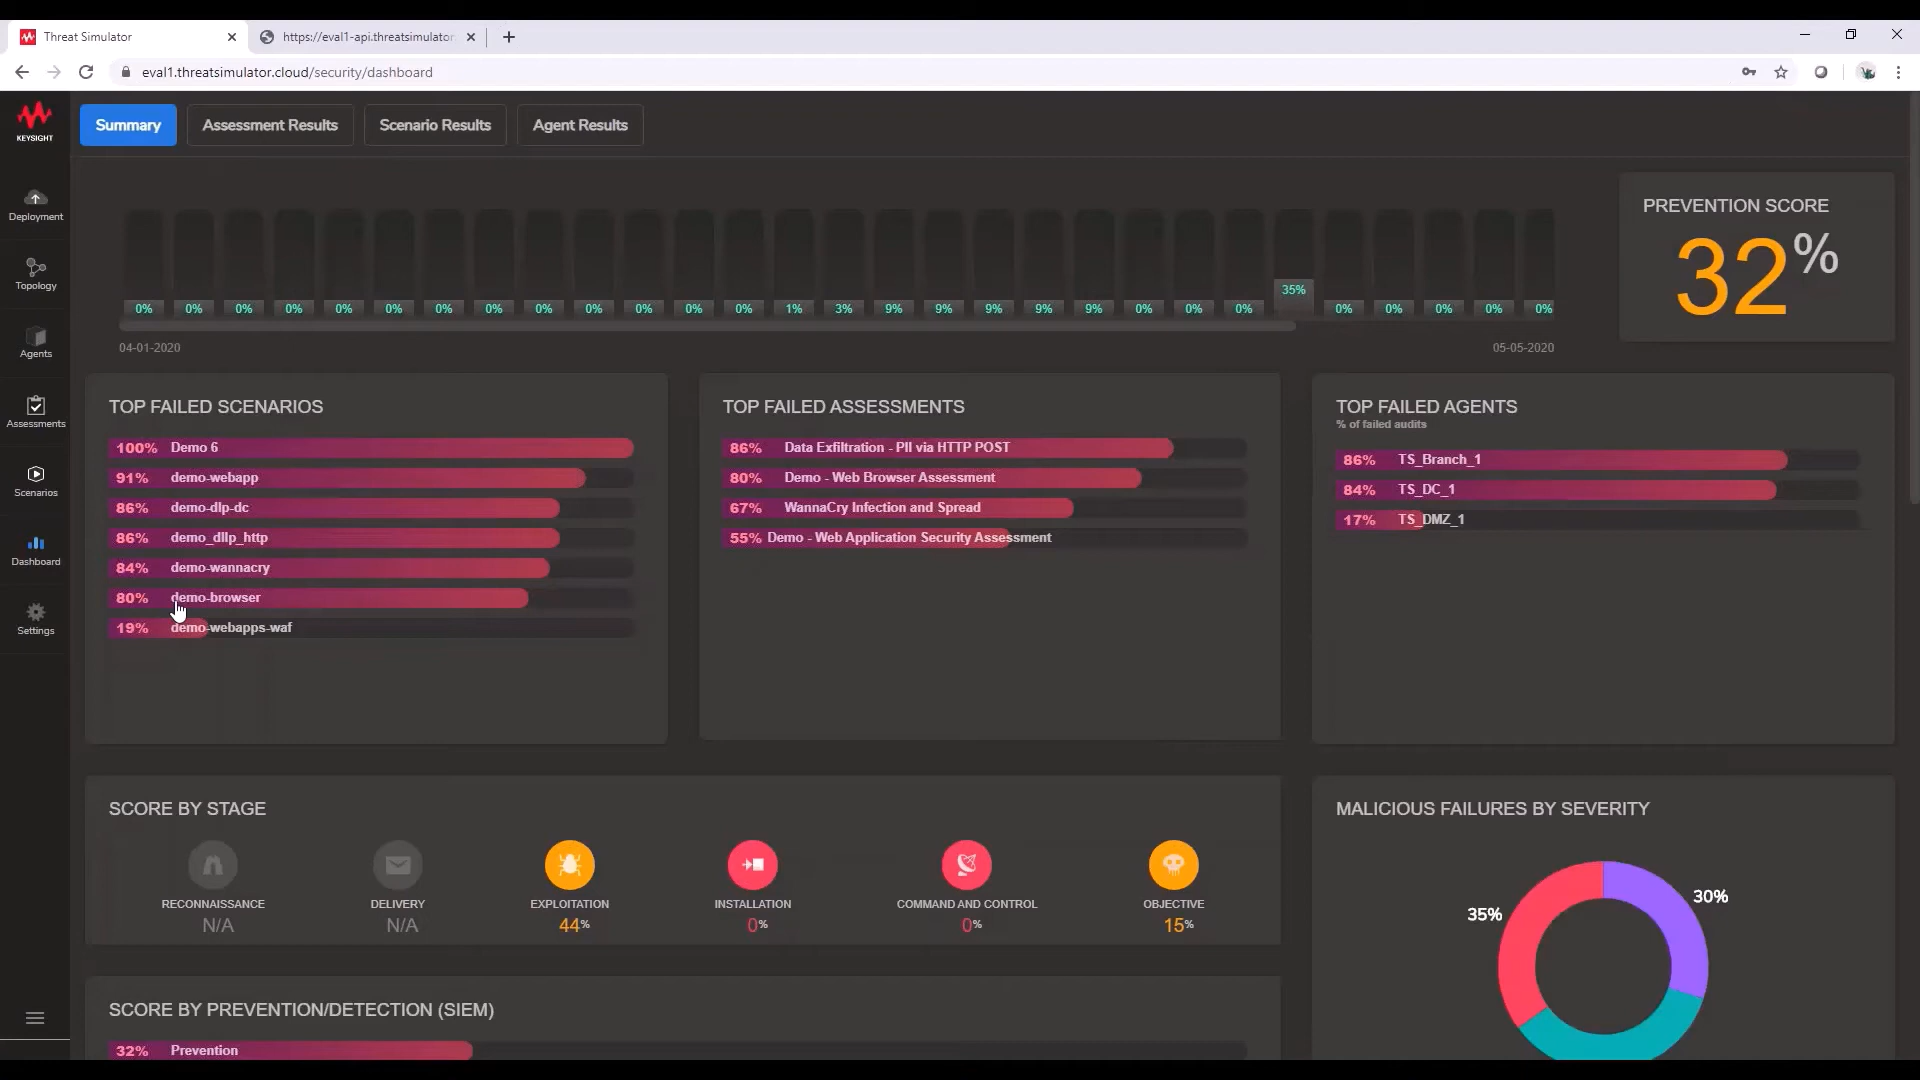 Threat Simulator
https://eval1-api.threatsimulator
eval1.threatsimulator.cloud/security/dashboard
KEYSIGHT
Summary
Assessment Results
Scenario Results
Agent Results
Deployment
Topology
Agents
Assessments
Scenarios
Dashboard
Settings
0% 0% 0% 0% 0% 0% 0% 0% 0% 0% 0% 0% 0% 1% 3% 9% 9% 9% 9% 9% 0% 0% 0% 35% 0% 0% 0% 0% 0%
04-01-2020
05-05-2020
PREVENTION SCORE
32%
TOP FAILED SCENARIOS
100% Demo 6
91% demo-webapp
86% demo-dlp-dc
86% demo_dllp_http
84% demo-wannacry
80% demo-browser
19% demo-webapps-waf
TOP FAILED ASSESSMENTS
86% Data Exfiltration - PII via HTTP POST
80% Demo - Web Browser Assessment
67% WannaCry Infection and Spread
55% Demo - Web Application Security Assessment
TOP FAILED AGENTS
% of failed audits
86% TS_Branch_1
84% TS_DC_1
17% TS_DMZ_1
SCORE BY STAGE
RECONNAISSANCE
N/A
DELIVERY
N/A
EXPLOITATION
44%
INSTALLATION
0%
COMMAND AND CONTROL
0%
OBJECTIVE
15%
MALICIOUS FAILURES BY SEVERITY
35%
30%
SCORE BY PREVENTION/DETECTION (SIEM)
32% Prevention